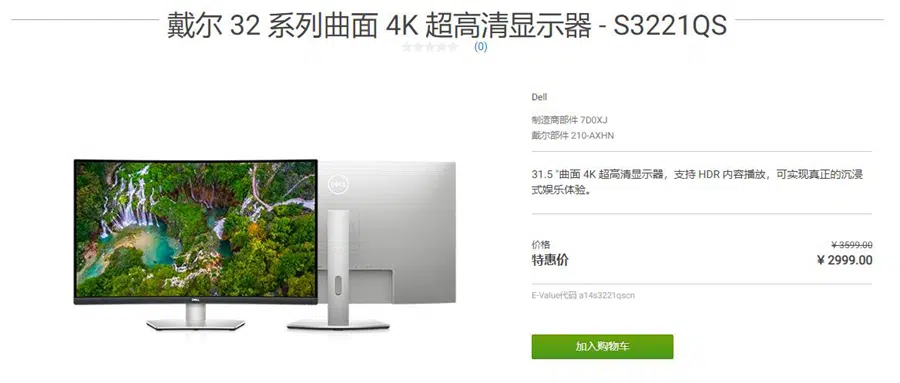 戴尔 32 系列曲面 4K 超高清显示器 - S3221QS
(0)
Dell
制造商部件 7D0XJ
戴尔部件 210-AXHN
31.5 "曲面 4K 超高清显示器，支持 HDR 内容播放，可实现真正的沉浸
式娱乐体验。
价格 ¥ 3599.00
特惠价 ¥ 2999.00
E-Value代码 a14s3221qscn
加入购物车
DELL
DELL